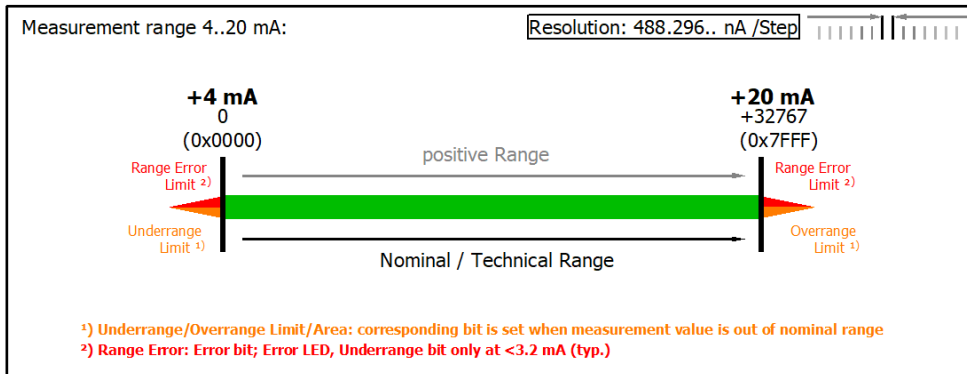 Measurement range 4..20 mA:
Resolution: 488.296.. nA /Step
+4 mA
0
(0x0000)
+20 mA
+32767
(0x7FFF)
positive Range
Range Error
Limit ²)
Range Error
Limit ²)
Underrange
Limit ¹)
Overrange
Limit ¹)
Nominal / Technical Range
¹) Underrange/Overrange Limit/Area: corresponding bit is set when measurement value is out of nominal range
²) Range Error: Error bit; Error LED, Underrange bit only at <3.2 mA (typ.)